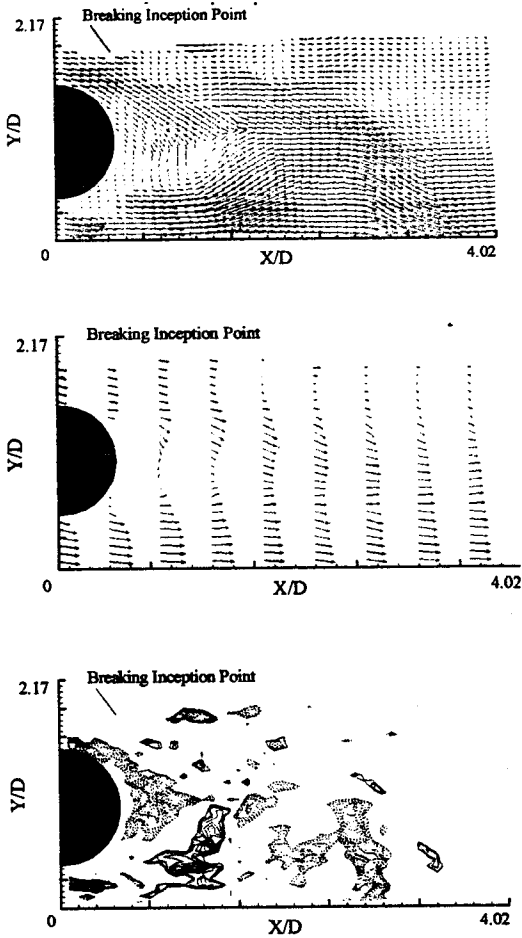 Breaking Inception Point
2.17
Y/D
0
X/D
4.02
Breaking Inception Point
2.17
Y/D
0
X/D
4.02
Breaking Inception Point
2.17
Y/D
0
X/D
4.02